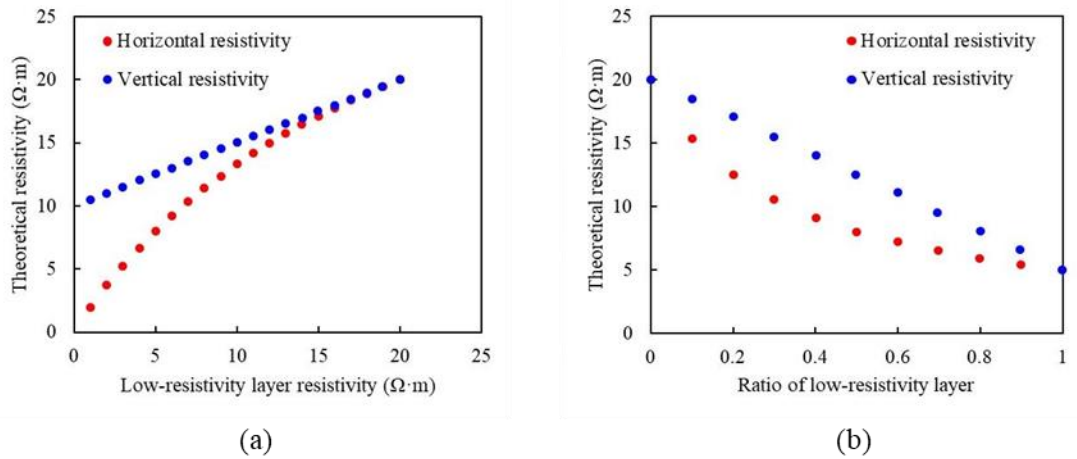 25
20
15
10
5
0
Theoretical resistivity (Ω·m)
Horizontal resistivity
Vertical resistivity
0 5 10 15 20 25
Low-resistivity layer resistivity (Ω·m)
(a)
25
20
15
10
5
0
Theoretical resistivity (Ω·m)
Horizontal resistivity
Vertical resistivity
0 0.2 0.4 0.6 0.8 1
Ratio of low-resistivity layer
(b)